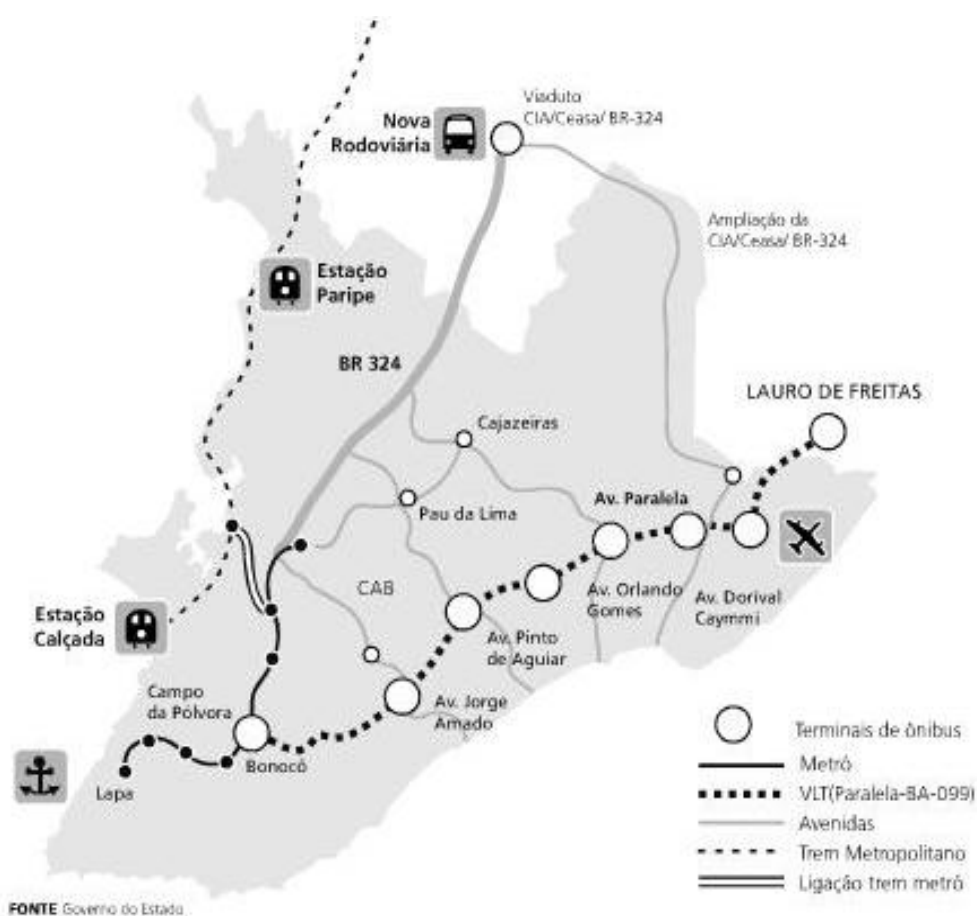 Nova
Rodoviária
Viaduto
CIA/Ceasa/ BR-324
Ampliação da
CIA/Ceasa/ BR-324
Estação
Paripe
BR 324
LAURO DE FREITAS
Cajazeiras
Av. Paralela
Pau da Lima
CAB
Av. Orlando
Gomes
Av. Dorival
Caymmi
Estação
Calçada
Av. Pinto
de Aguiar
Campo
da Pólvora
Av. Jorge
Amado
Bonocô
Lapa
Terminais de ônibus
Metrô
VLT(Paralela-BA-099)
Avenidas
Trem Metropolitano
Ligação trem metrô
FONTE Governo do Estado